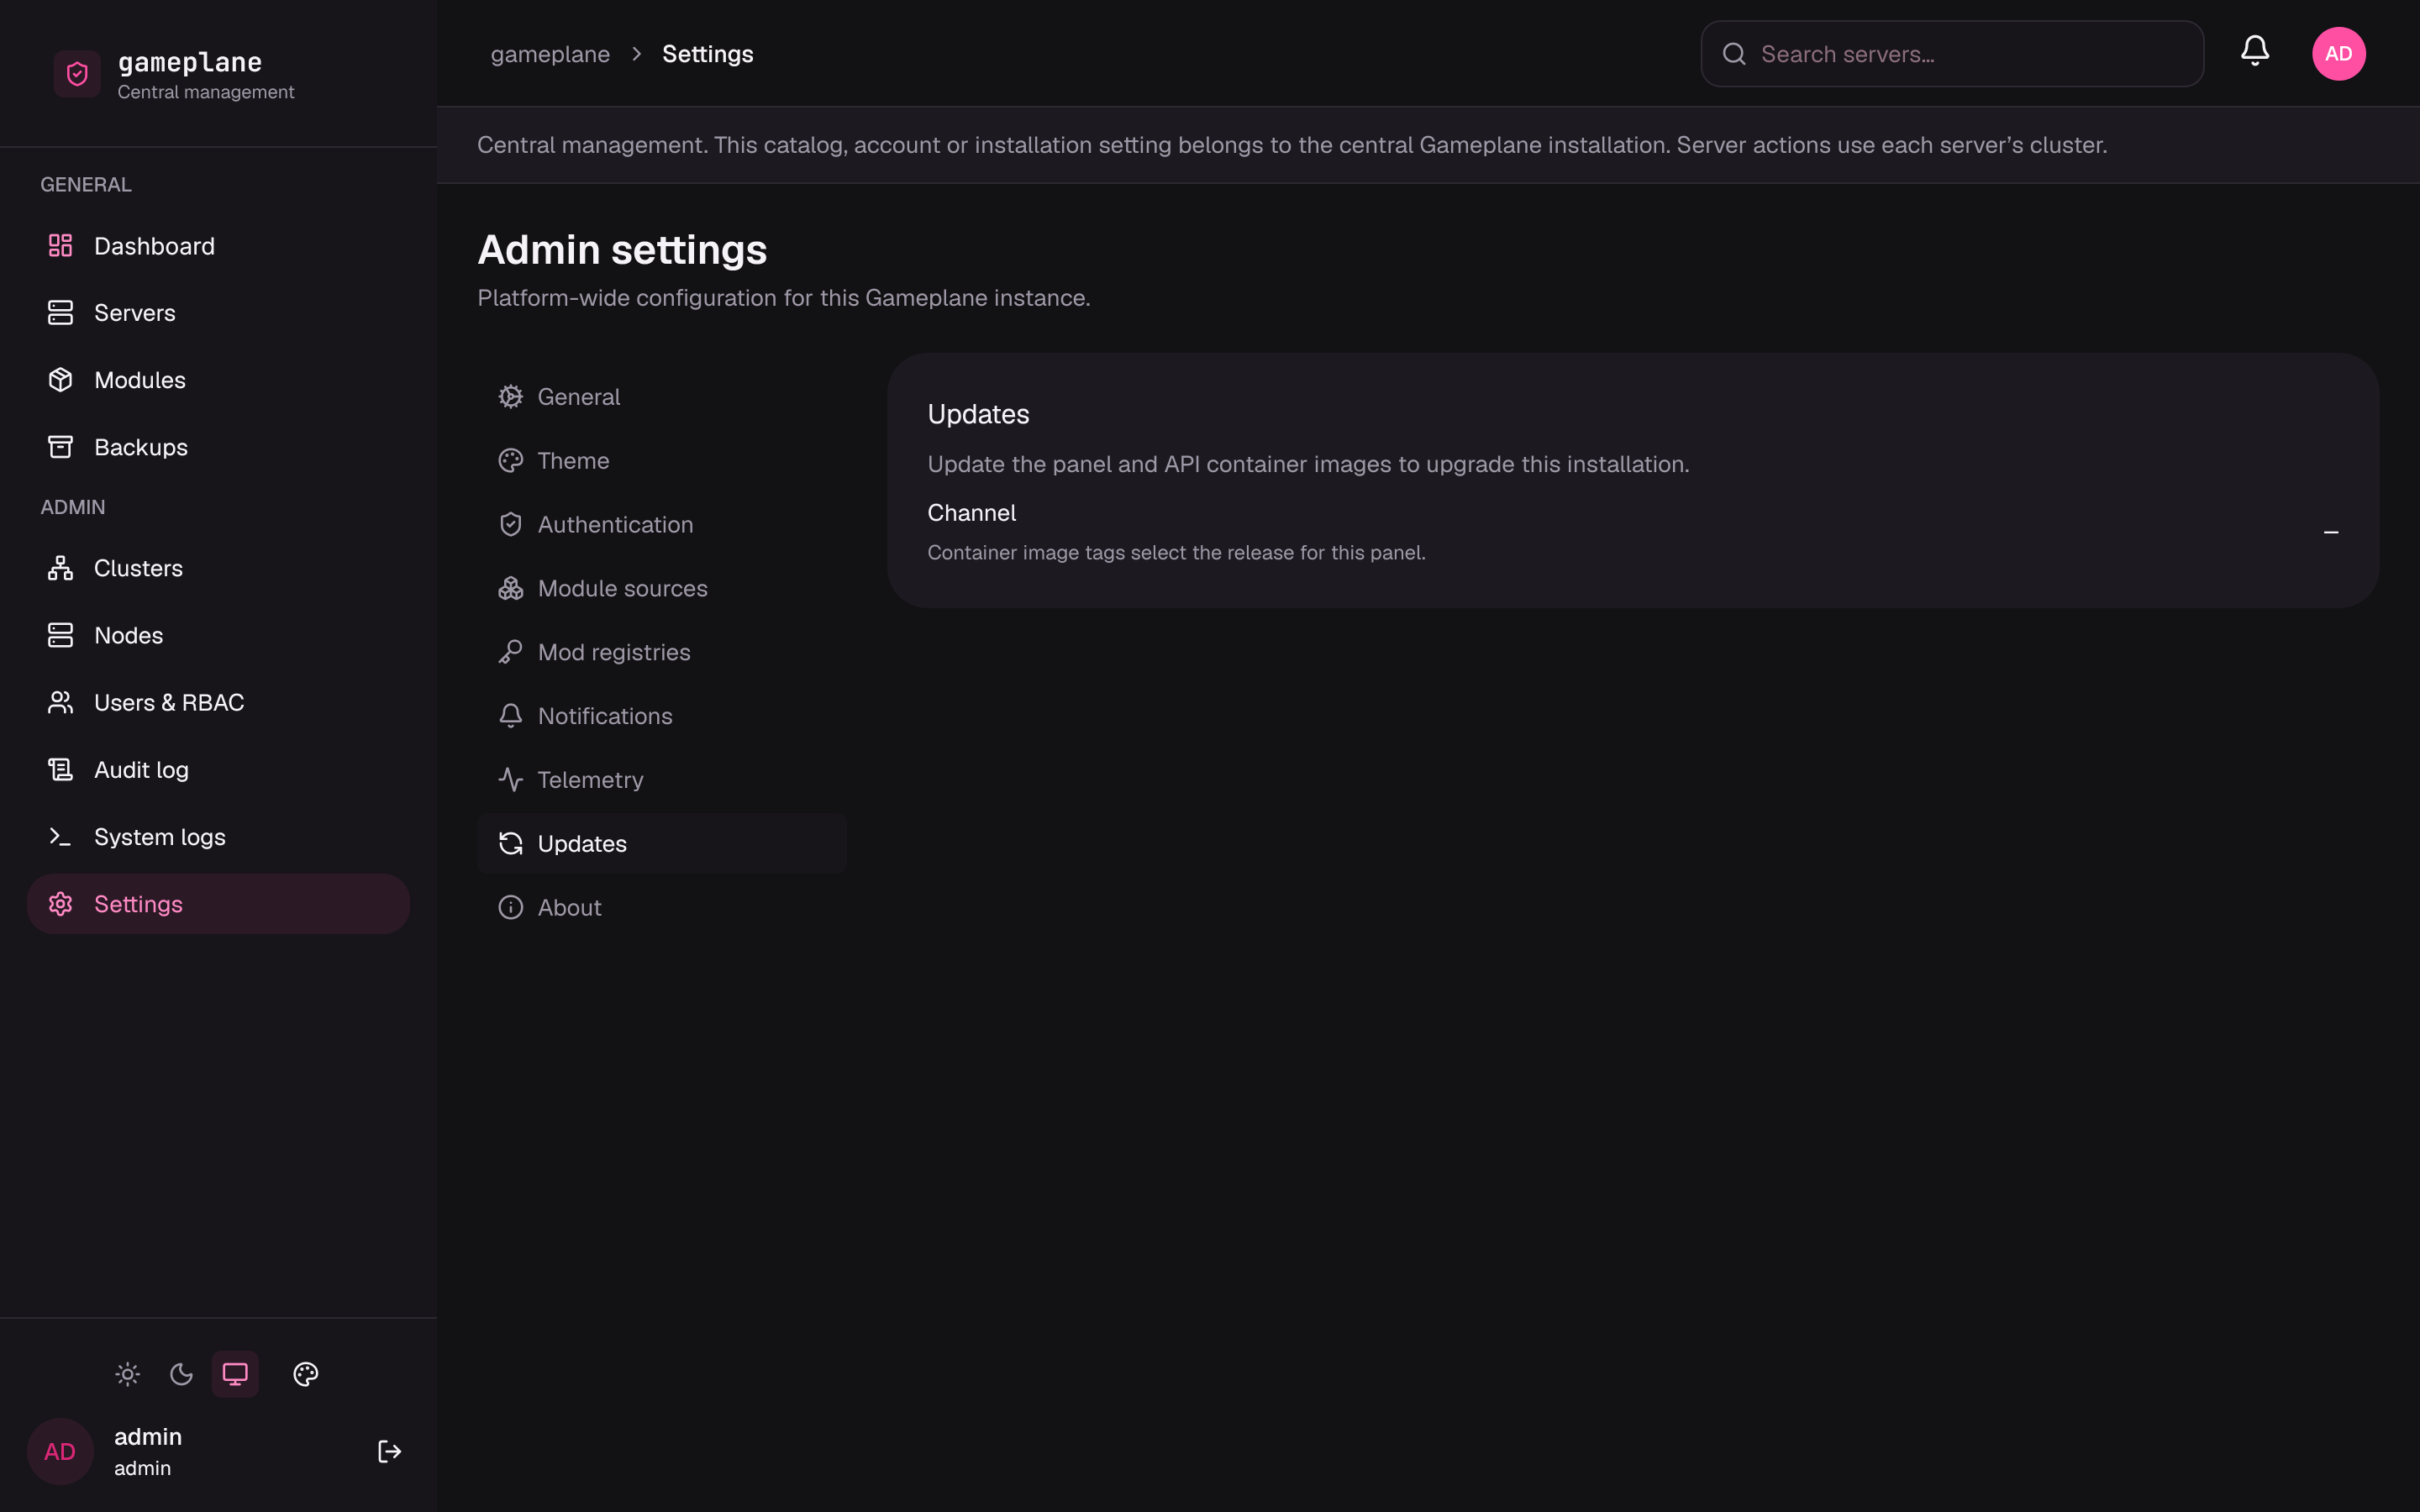 gameplane
Central management
GENERAL
Dashboard
Servers
Modules
Backups
ADMIN
Clusters
Nodes
Users & RBAC
Audit log
System logs
Settings
AD
admin
admin
gameplane > Settings
Search servers...
AD
Central management. This catalog, account or installation setting belongs to the central Gameplane installation. Server actions use each server’s cluster.
Admin settings
Platform-wide configuration for this Gameplane instance.
General
Theme
Authentication
Module sources
Mod registries
Notifications
Telemetry
Updates
About
Updates
Update the panel and API container images to upgrade this installation.
Channel
Container image tags select the release for this panel.
—